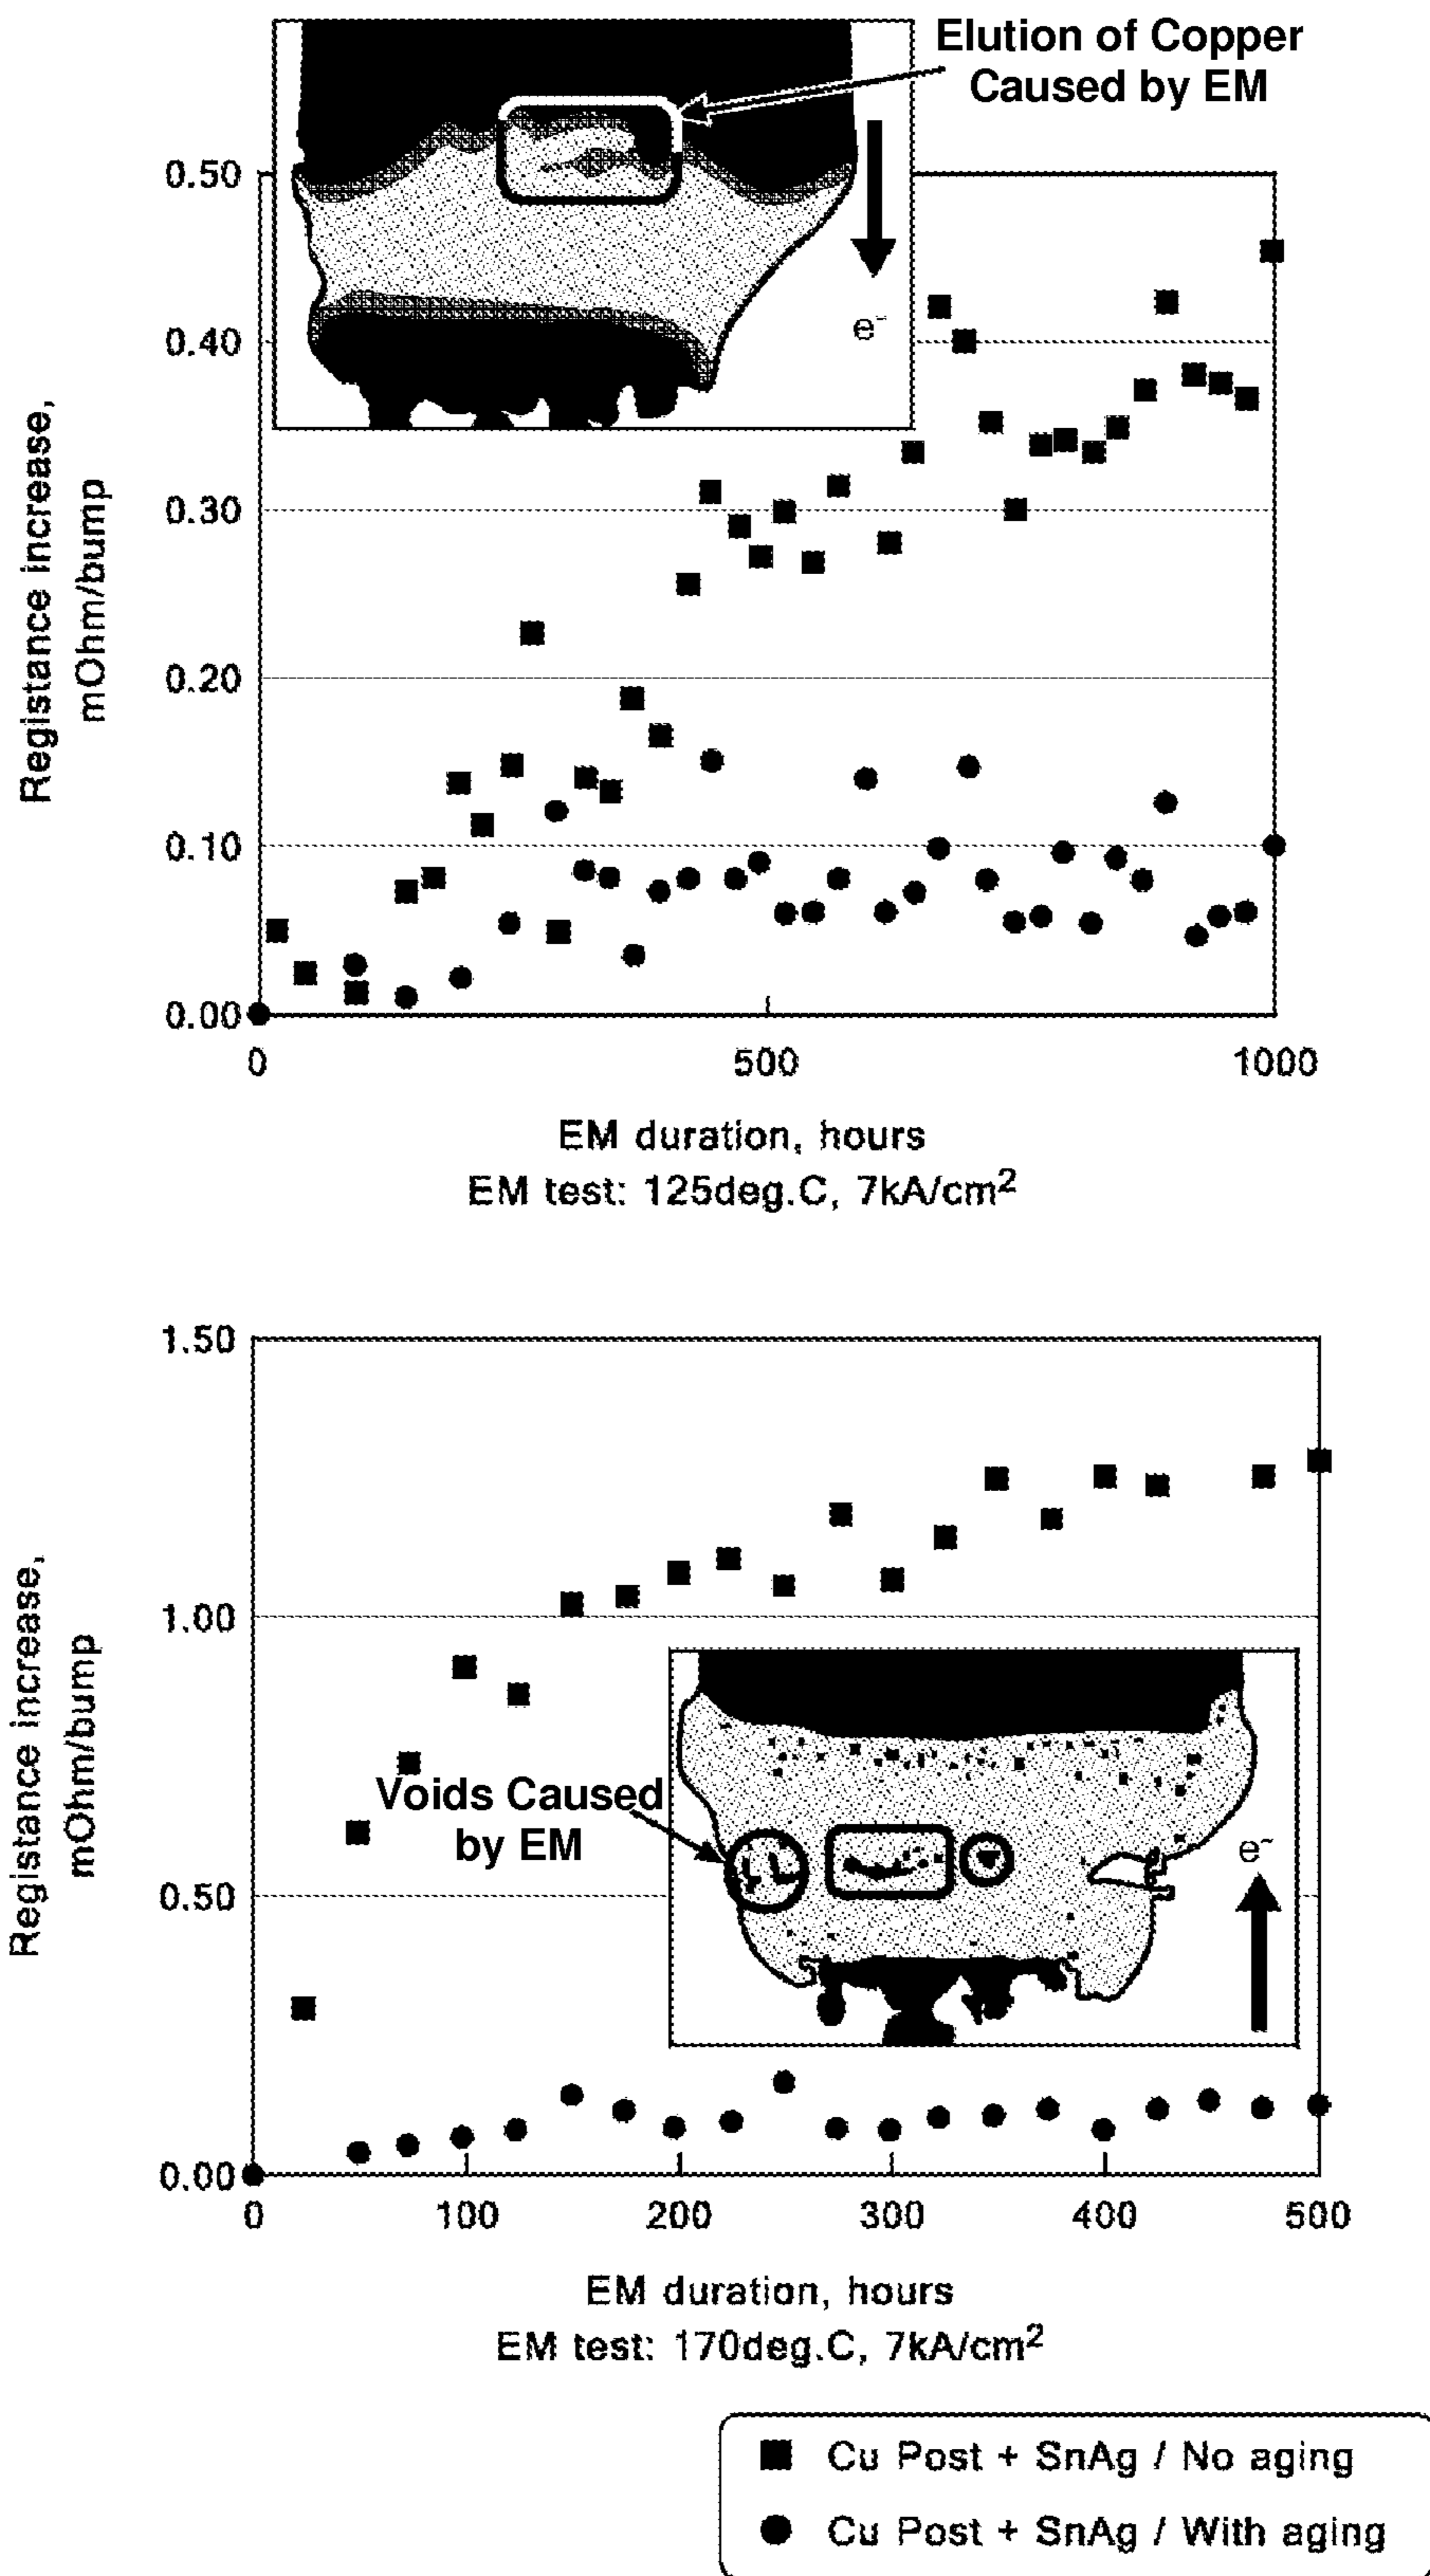 Elution of Copper
Caused by EM
0.50
0.40
0.30
0.20
0.10
0.00
e-
Registance increase,
mOhm/bump
0
500
1000
EM duration, hours
EM test: 125deg.C, 7kA/cm²
1.50
1.00
0.50
0.00
Registance increase,
mOhm/bump
Voids Caused
by EM
e-
0
100
200
300
400
500
EM duration, hours
EM test: 170deg.C, 7kA/cm²
Cu Post + SnAg / No aging
Cu Post + SnAg / With aging